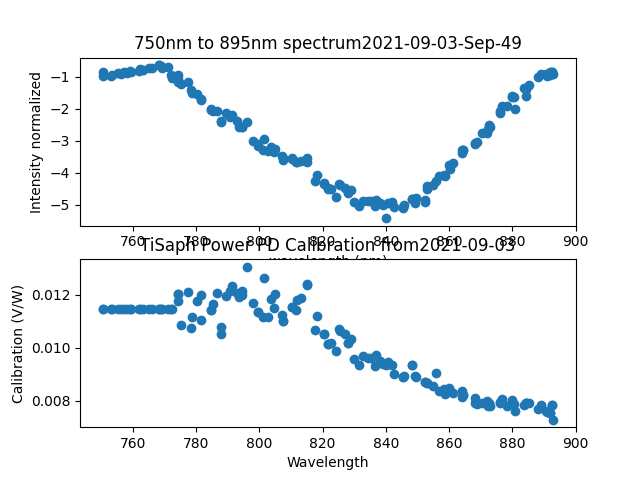 750nm to 895nm spectrum2021-09-03-Sep-49
Intensity normalized
−1
−2
−3
−4
−5
760 780 800 820 840 860 880 900
wavelength (nm)
TiSaph Power PD Calibration from2021-09-03
Calibration (V/W)
0.012
0.010
0.008
760 780 800 820 840 860 880 900
Wavelength